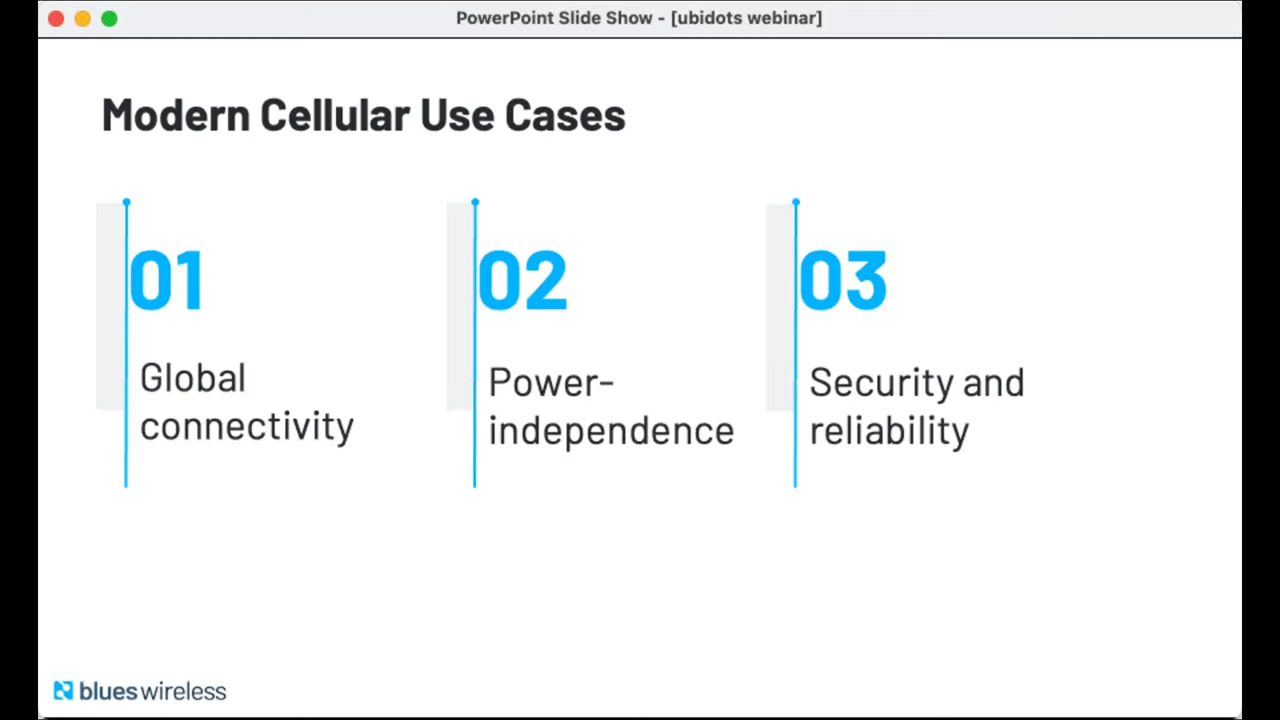 PowerPoint Slide Show - [ubidots webinar]
Modern Cellular Use Cases
01
Global
connectivity
02
Power-
independence
03
Security and
reliability
blues wireless